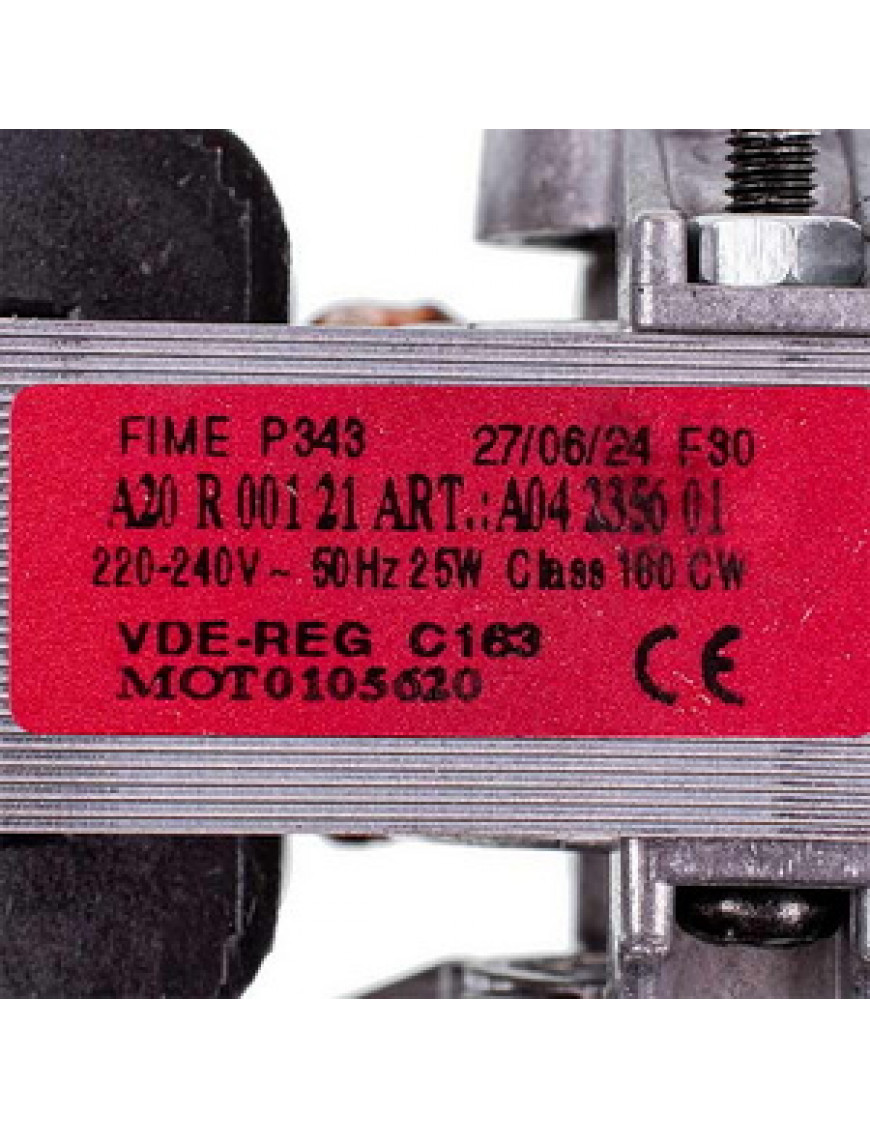 FIME P343 27/06/24 F30
A20 R 001 21 ART.:A04 2356 01
220-240V ~ 50Hz 25W Class 180 CW
VDE-REG C163
MOT0105620
CE